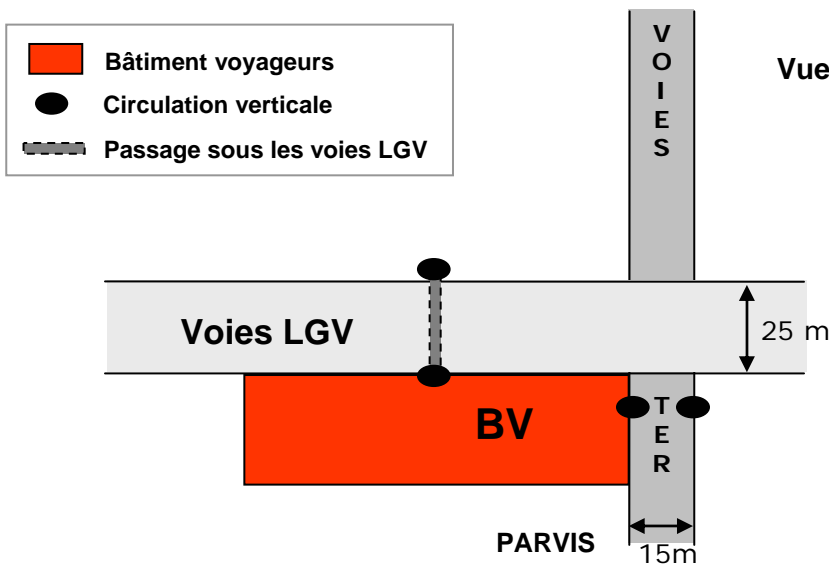 Bâtiment voyageurs
Circulation verticale
Passage sous les voies LGV
VOIES
Vue
Voies LGV
25 m
BV
TER
PARVIS
15m